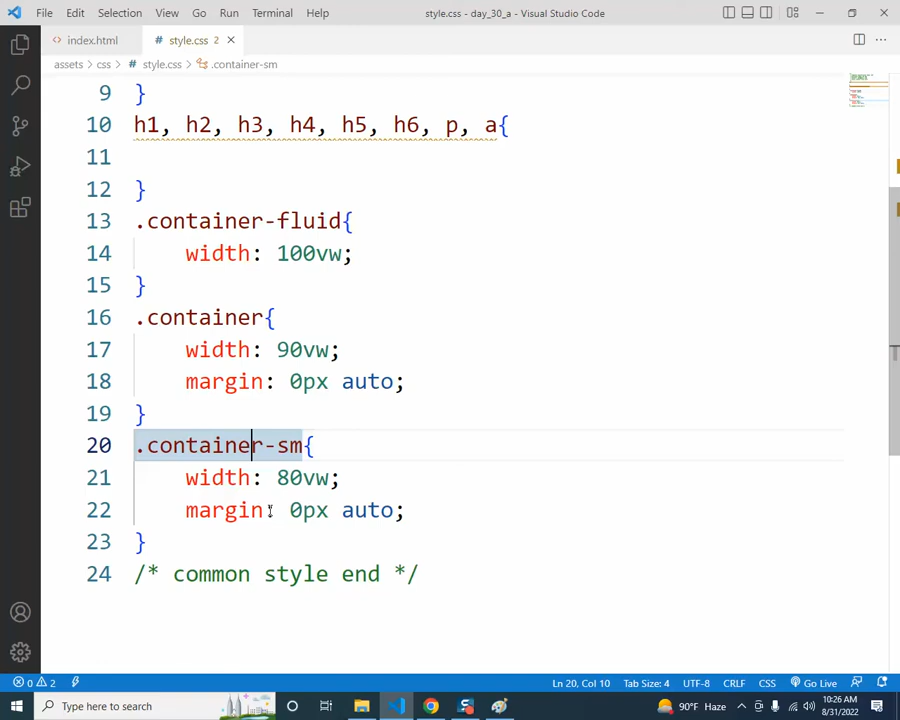 File Edit Selection View Go Run Terminal Help style.css - day_30_a - Visual Studio Code
index.html # style.css 2
assets > css > # style.css > .container-sm
9 }
10 h1, h2, h3, h4, h5, h6, p, a{
11
12 }
13 .container-fluid{
14 width: 100vw;
15 }
16 .container{
17 width: 90vw;
18 margin: 0px auto;
19 }
20 .container-sm{
21 width: 80vw;
22 margin: 0px auto;
23 }
24 /* common style end */
0 2 Ln 20, Col 10 Tab Size: 4 UTF-8 CRLF CSS Go Live
Type here to search 90°F Haze 10:26 AM
8/31/2022